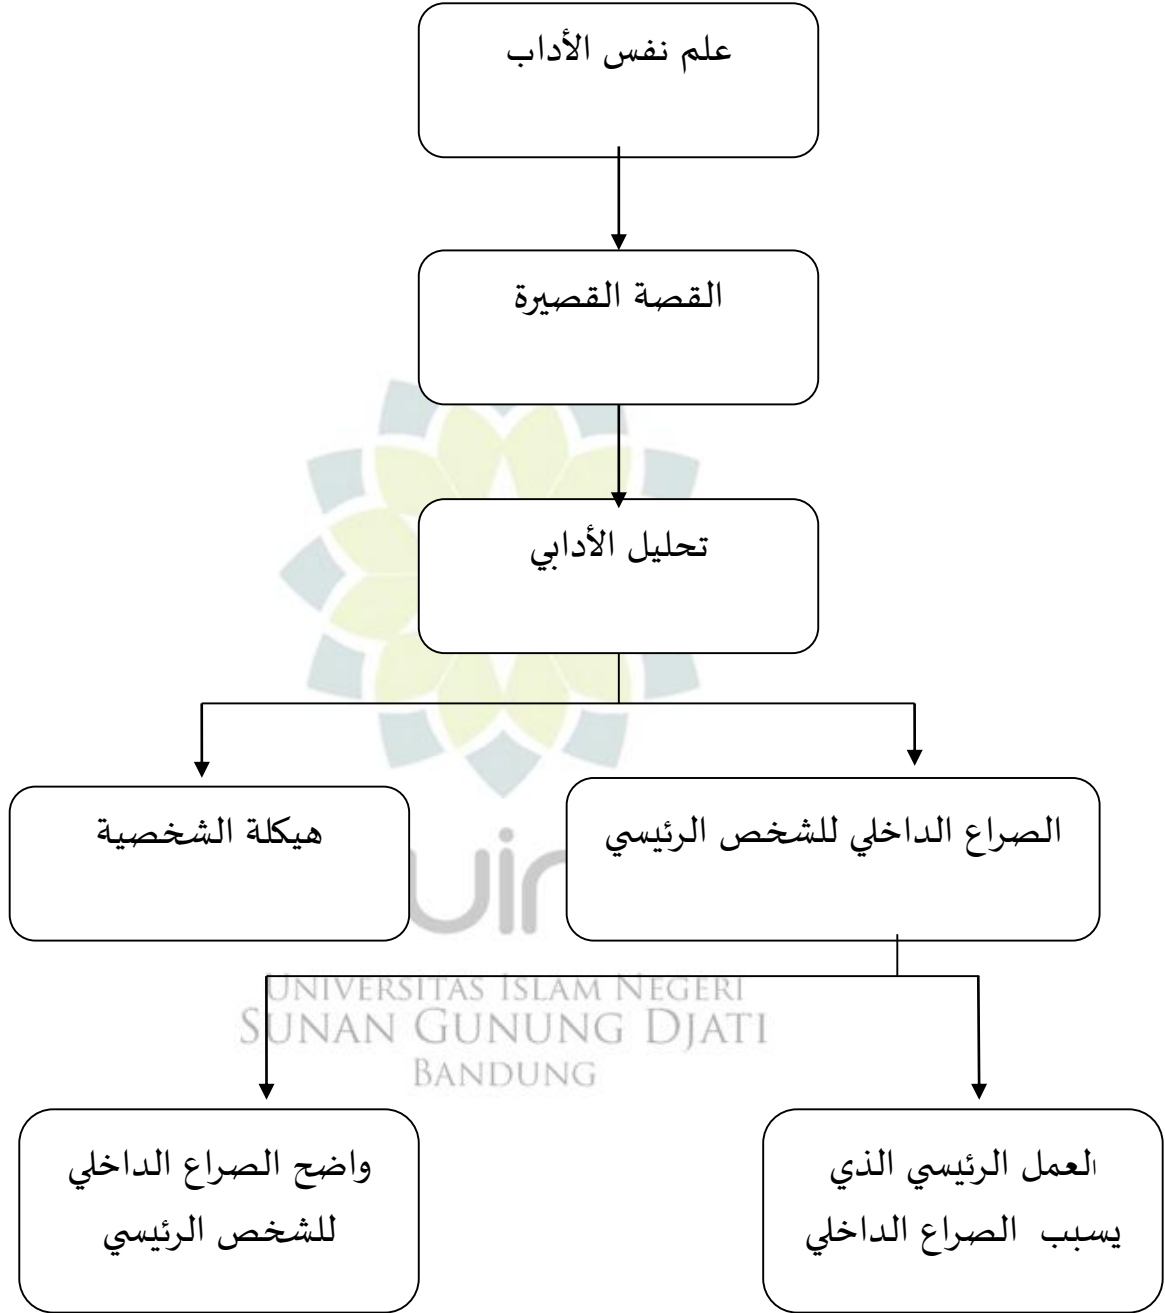 علم نفس الأداب
القصة القصيرة
تحليل الأدابي
الصراع الداخلي للشخص الرئيسي
هيكلة الشخصية
UNIVERSITAS ISLAM NEGERI
SUNAN GUNUNG DJATI
BANDUNG
العمل الرئيسي الذي
يسبب الصراع الداخلي
واضح الصراع الداخلي
للشخص الرئيسي